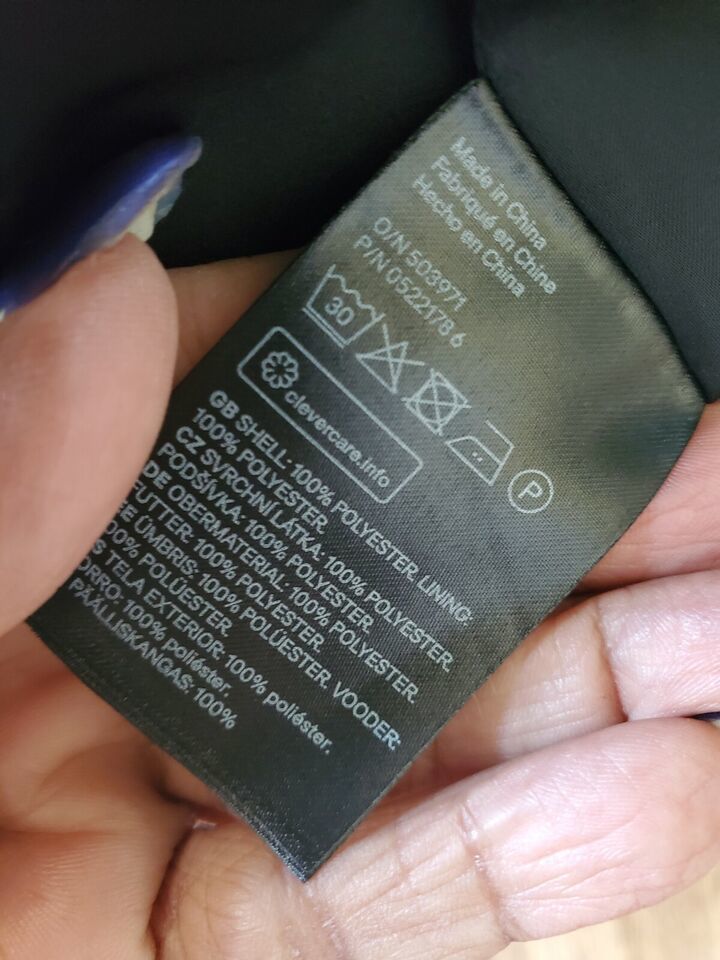 Made in China
Fabriqué en Chine
Hecho en China
O/N 503971
P/N 0522178 6
30
P
clevercare.info
GB SHELL: 100% POLYESTER. LINING:
100% POLYESTER.
CZ SVRCHNÍ LÁTKA: 100% POLYESTER.
PODŠÍVKA: 100% POLYESTER.
DE OBERMATERIAL: 100% POLYESTER.
FUTTER: 100% POLYESTER.
EE ÜMBRIS: 100% POLÜESTER. VOODER:
100% POLÜESTER.
ES TELA EXTERIOR: 100% poliéster.
FORRO: 100% poliéster.
PÄÄLLISKANGAS: 100%